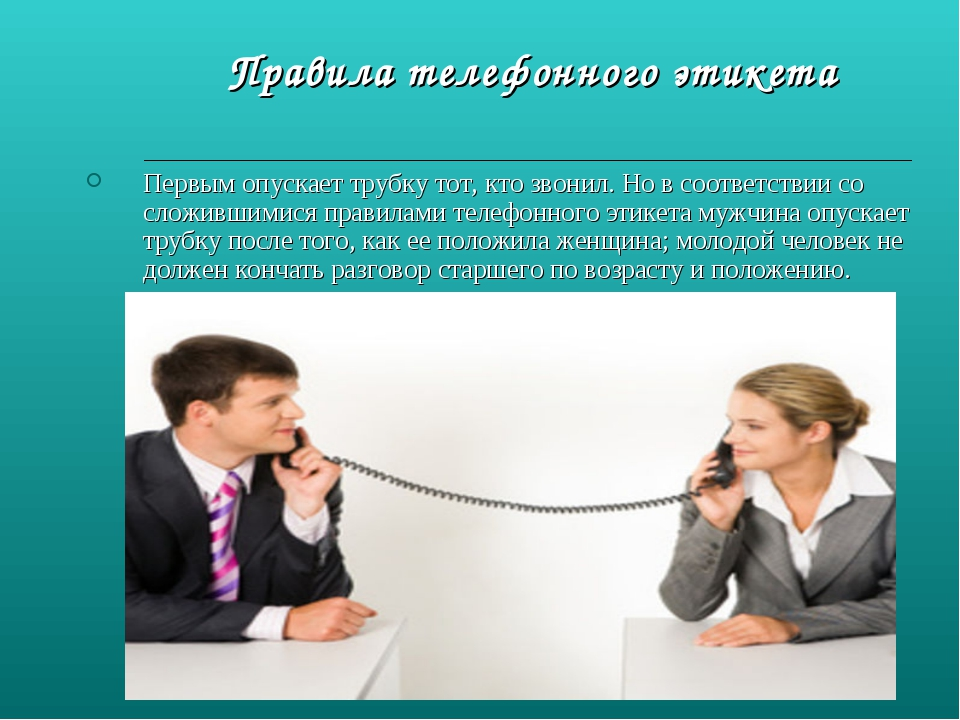 Правила телефонного этикета
Первым опускает трубку тот, кто звонил. Но в соответствии со
сложившимися правилами телефонного этикета мужчина опускает
трубку после того, как ее положила женщина; молодой человек не
должен кончать разговор старшего по возрасту и положению.